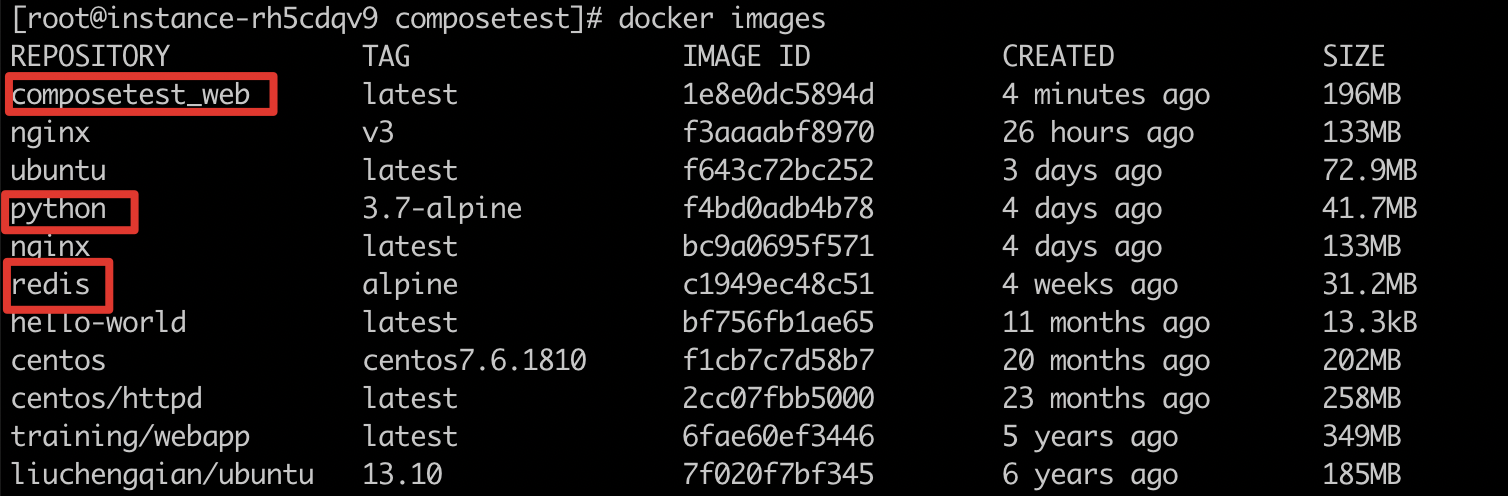 [root@instance-rh5cdqv9 composetest]# docker images
REPOSITORY TAG IMAGE ID CREATED SIZE
composetest_web latest 1e8e0dc5894d 4 minutes ago 196MB
nginx v3 f3aaaabf8970 26 hours ago 133MB
ubuntu latest f643c72bc252 3 days ago 72.9MB
python 3.7-alpine f4bd0adb4b78 4 days ago 41.7MB
nginx latest bc9a0695f571 4 days ago 133MB
redis alpine c1949ec48c51 4 weeks ago 31.2MB
hello-world latest bf756fb1ae65 11 months ago 13.3kB
centos centos7.6.1810 f1cb7c7d58b7 20 months ago 202MB
centos/httpd latest 2cc07fbb5000 23 months ago 258MB
training/webapp latest 6fae60ef3446 5 years ago 349MB
liuchengqian/ubuntu 13.10 7f020f7bf345 6 years ago 185MB